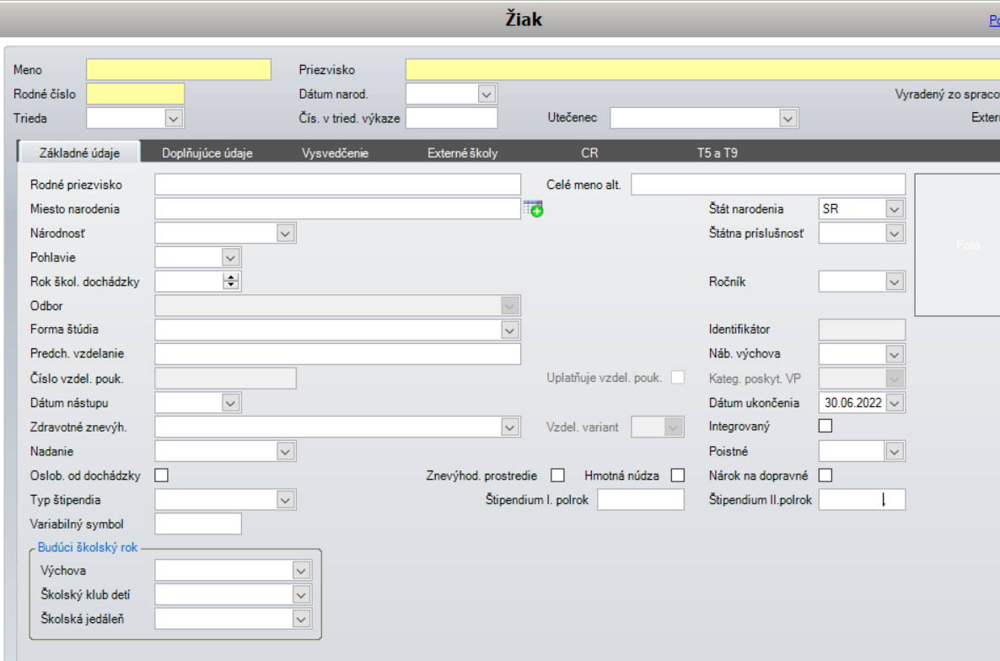 Žiak
Meno Priezvisko
Rodné číslo Dátum narod. Vyradený zo
Trieda Čís. v tried. výkaze Utečenec
Základné údaje Doplňujúce údaje Vysvedčenie Externé školy CR T5 a T9
Rodné priezvisko Celé meno alt.
Miesto narodenia Štát narodenia SR
Národnosť Štátna príslušnosť
Foto
Pohlavie
Rok škol. dochádzky Ročník
Odbor
Forma štúdia Identifikátor
Predch. vzdelanie Náb. výchova
Číslo vzdel. pouk. Uplatňuje vzdel. pouk. Kateg. poskyt. VP
Dátum nástupu Dátum ukončenia 30.06.2022
Zdravotné znevýh. Vzdel. variant Integrovaný
Nadanie Poistné
Oslob. od dochádzky Znevýhod. prostredie Hmotná núdza Nárok na dopravné
Typ štipendia Štipendium I. polrok Štipendium II.polrok
Variabilný symbol
Budúci školský rok
Výchova
Školský klub detí
Školská jedáleň